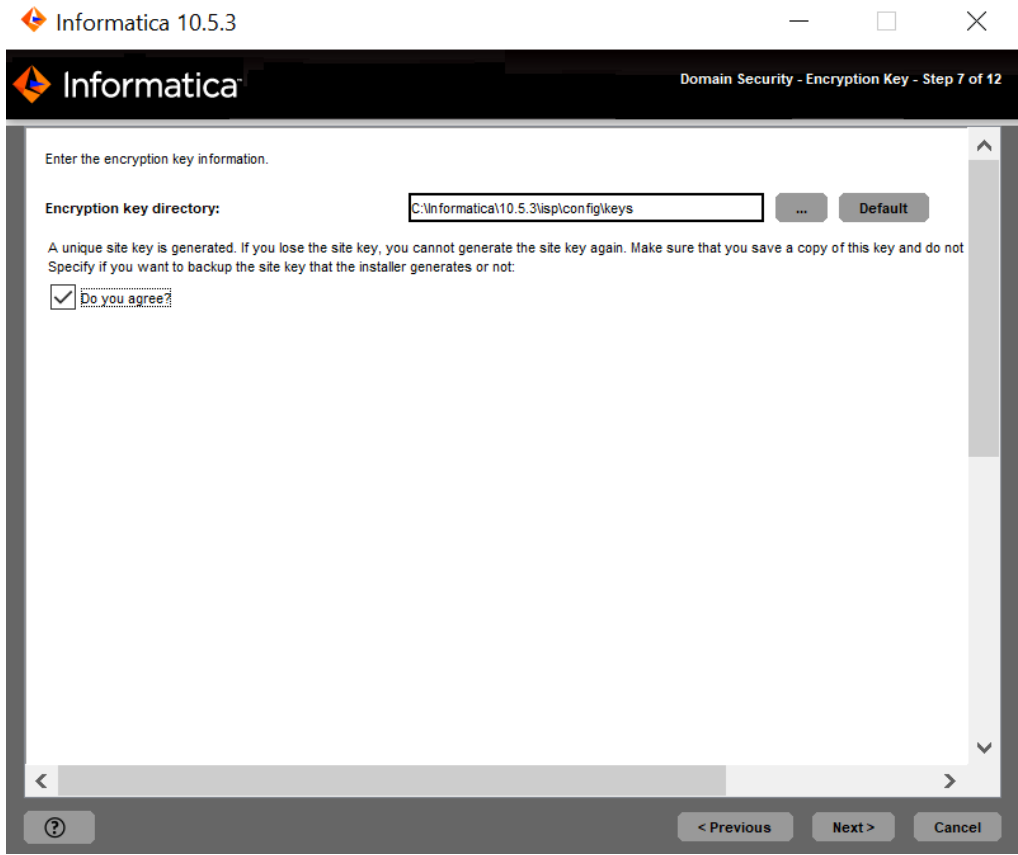 Informatica 10.5.3
Informatica
Domain Security - Encryption Key - Step 7 of 12
Enter the encryption key information.
Encryption key directory: C:\Informatica\10.5.3\isp\config\keys ... Default
A unique site key is generated. If you lose the site key, you cannot generate the site key again. Make sure that you save a copy of this key and do not
Specify if you want to backup the site key that the installer generates or not:
Do you agree?
? < Previous Next > Cancel